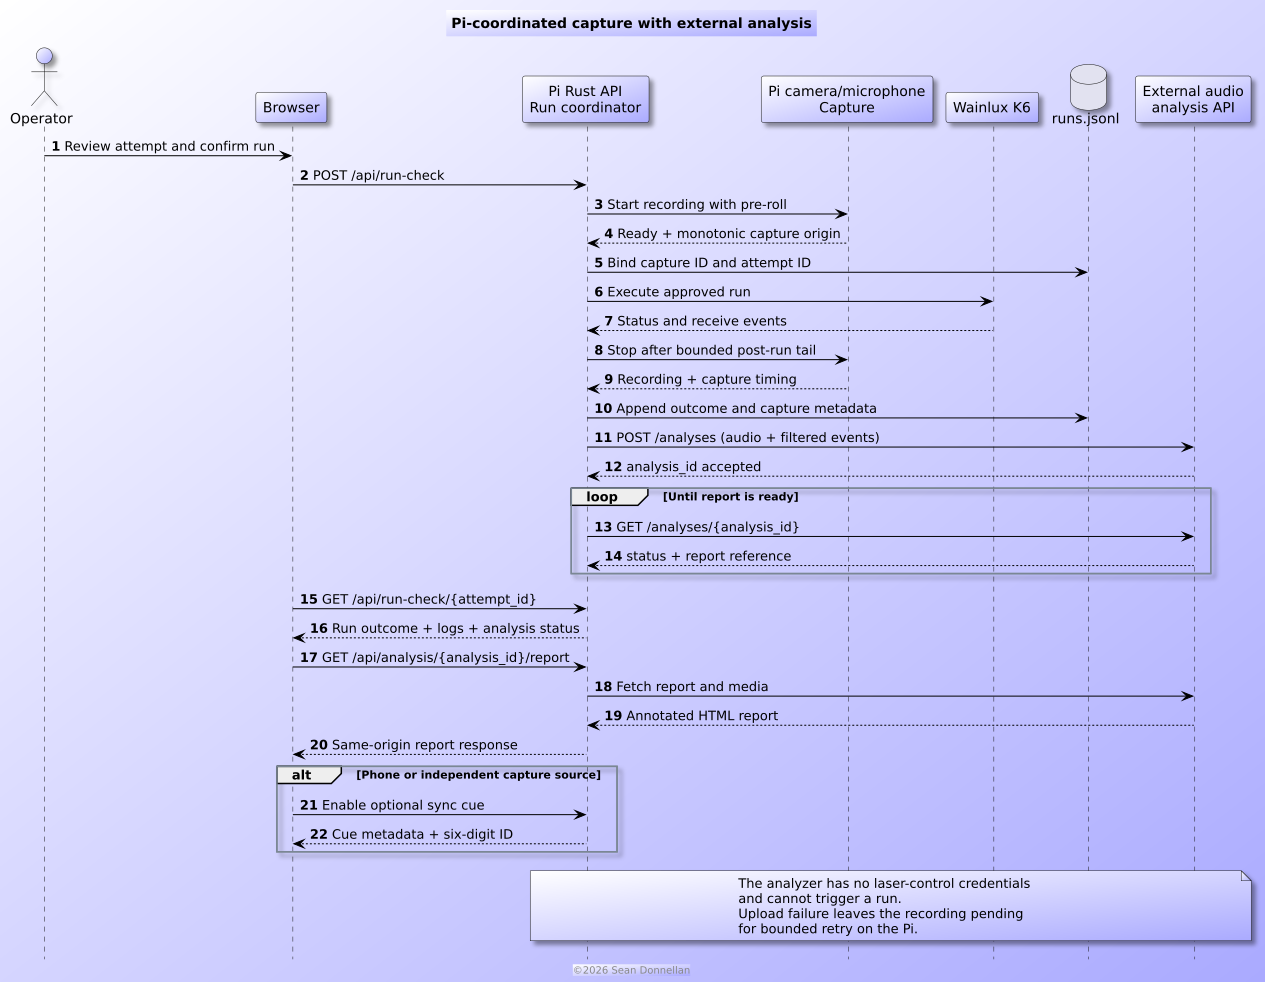 Pi-coordinated capture with external analysis
Operator
Browser
Pi Rust API
Run coordinator
Pi camera/microphone
Capture
Wainlux K6
runs.jsonl
External audio
analysis API
1 Review attempt and confirm run
2 POST /api/run-check
3 Start recording with pre-roll
4 Ready + monotonic capture origin
5 Bind capture ID and attempt ID
6 Execute approved run
7 Status and receive events
8 Stop after bounded post-run tail
9 Recording + capture timing
10 Append outcome and capture metadata
11 POST /analyses (audio + filtered events)
12 analysis_id accepted
loop [Until report is ready]
13 GET /analyses/{analysis_id}
14 status + report reference
15 GET /api/run-check/{attempt_id}
16 Run outcome + logs + analysis status
17 GET /api/analysis/{analysis_id}/report
18 Fetch report and media
19 Annotated HTML report
20 Same-origin report response
alt [Phone or independent capture source]
21 Enable optional sync cue
22 Cue metadata + six-digit ID
The analyzer has no laser-control credentials
and cannot trigger a run.
Upload failure leaves the recording pending
for bounded retry on the Pi.
©2026 Sean Donnellan